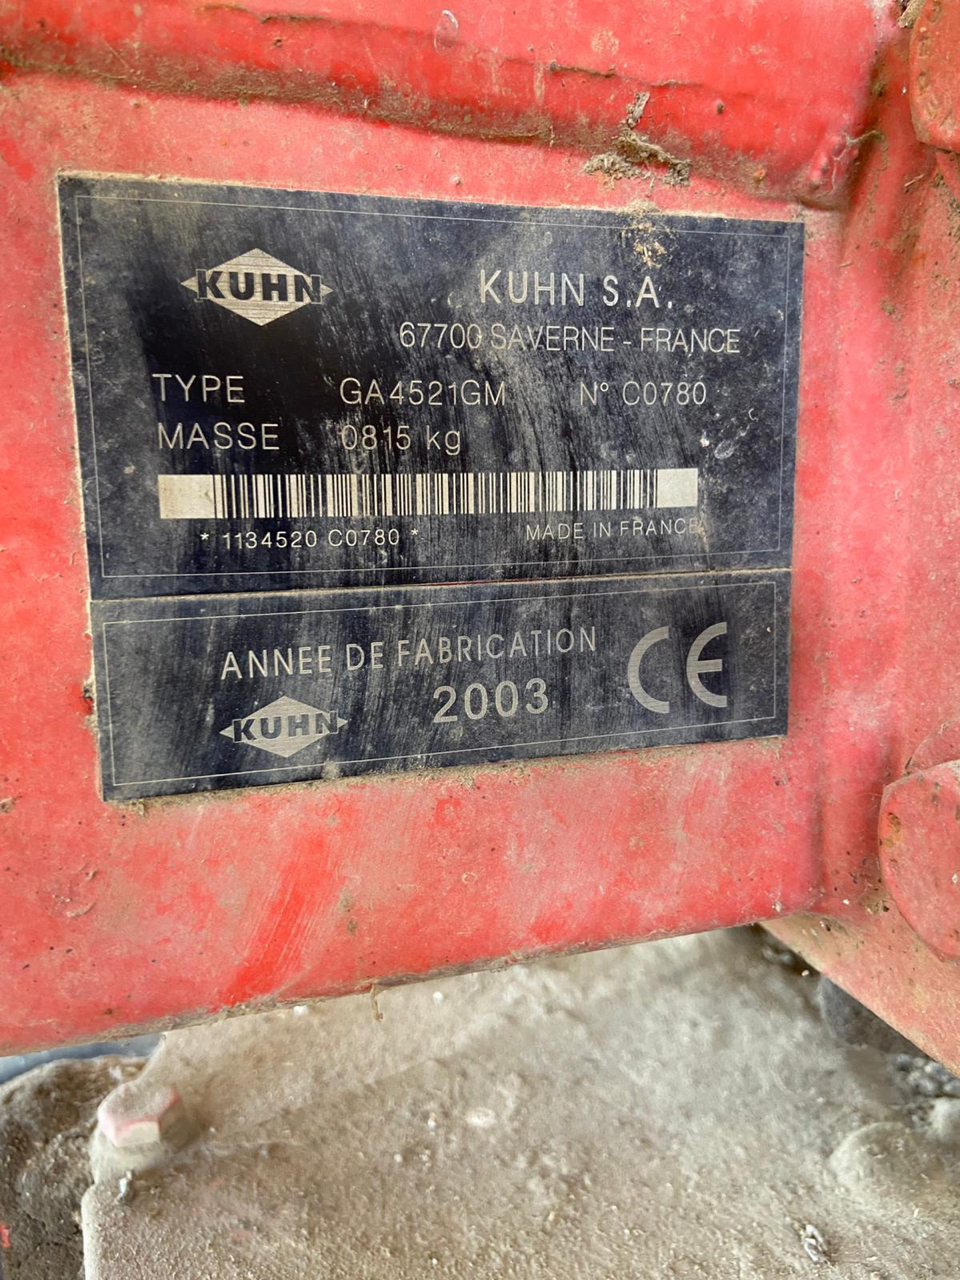 KUHN
KUHN S.A.
67700 SAVERNE - FRANCE
TYPE GA4521GM N° C0780
MASSE 0815 kg
* 1134520 C0780 * MADE IN FRANCE
ANNEE DE FABRICATION
2003
CE
KUHN